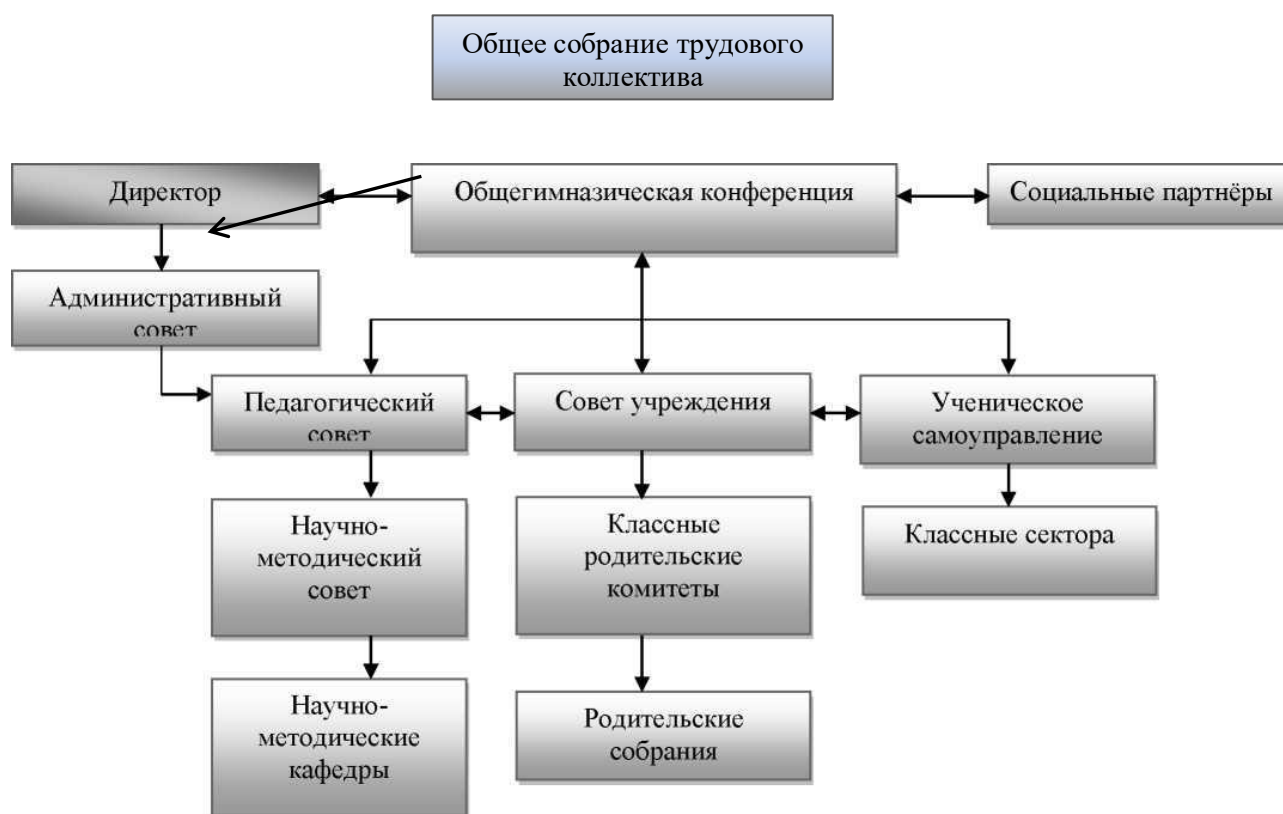 Общее собрание трудового
коллектива
Директор
Общегимназическая конференция
Социальные партнёры
Административный
совет
Педагогический
совет
Совет учреждения
Ученическое
самоуправление
Научно-
методический
совет
Классные
родительские
комитеты
Классные сектора
Научно-
методические
кафедры
Родительские
собрания